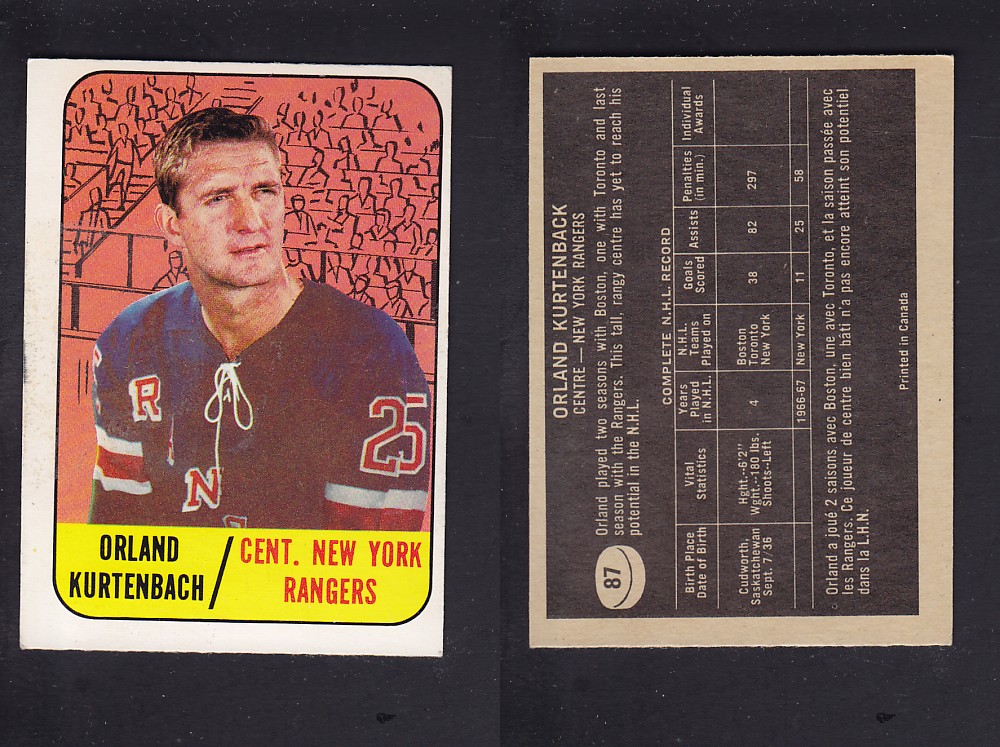 R
N
25
ORLAND
KURTENBACH /
CENT. NEW YORK
RANGERS
87
ORLAND KURTENBACK
CENTRE — NEW YORK RANGERS
Orland played two seasons with Boston, one with Toronto and last
season with the Rangers. This tall, rangy centre has yet to reach his
potential in the N.H.L.
COMPLETE N.H.L. RECORD
Birth Place
Date of Birth
Vital
Statistics
Years
Played
in N.H.L.
N.H.L.
Teams
Played on
Goals
Scored
Assists
Penalties
(in min.)
Individual
Awards
Cudworth,
Saskatchewan
Sept. 7/36
Hght.--6'2"
Wght.--180 lbs.
Shoots--Left
4
Boston
Toronto
New York
38
82
297
1966-67
New York
11
25
58
Orland a joué 2 saisons avec Boston, une avec Toronto, et la saison passée avec
les Rangers. Ce joueur de centre bien bâti n'a pas encore atteint son potentiel
dans la L.H.N.
Printed in Canada